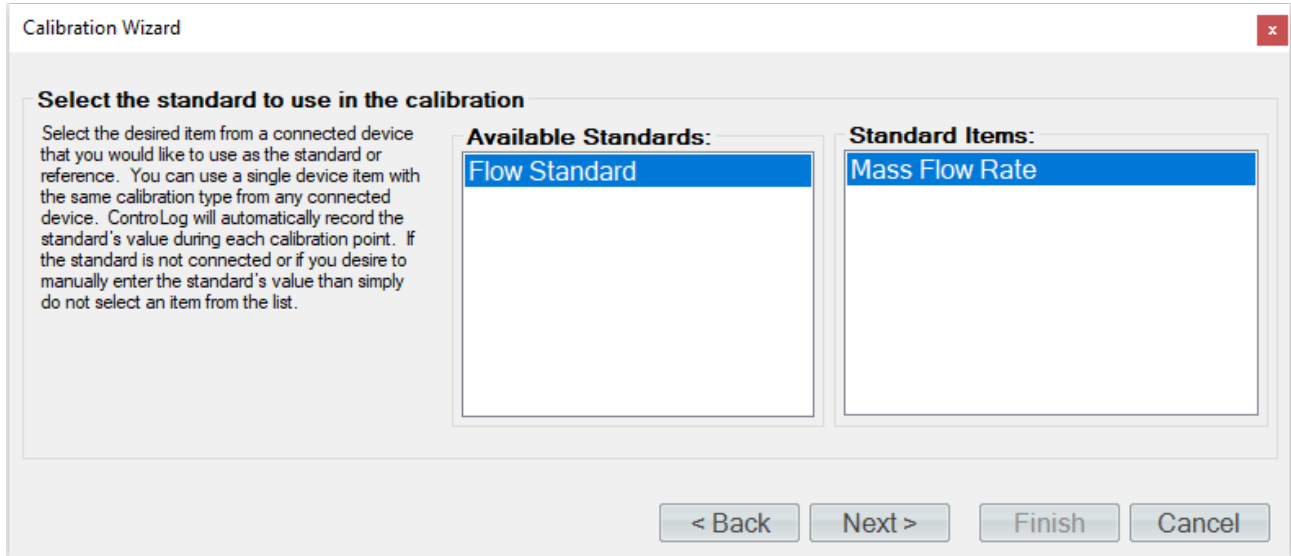 Calibration Wizard
x
Select the standard to use in the calibration
Select the desired item from a connected device
that you would like to use as the standard or
reference. You can use a single device item with
the same calibration type from any connected
device. ControLog will automatically record the
standard's value during each calibration point. If
the standard is not connected or if you desire to
manually enter the standard's value than simply
do not select an item from the list.
Available Standards:
Flow Standard
Standard Items:
Mass Flow Rate
< Back
Next >
Finish
Cancel